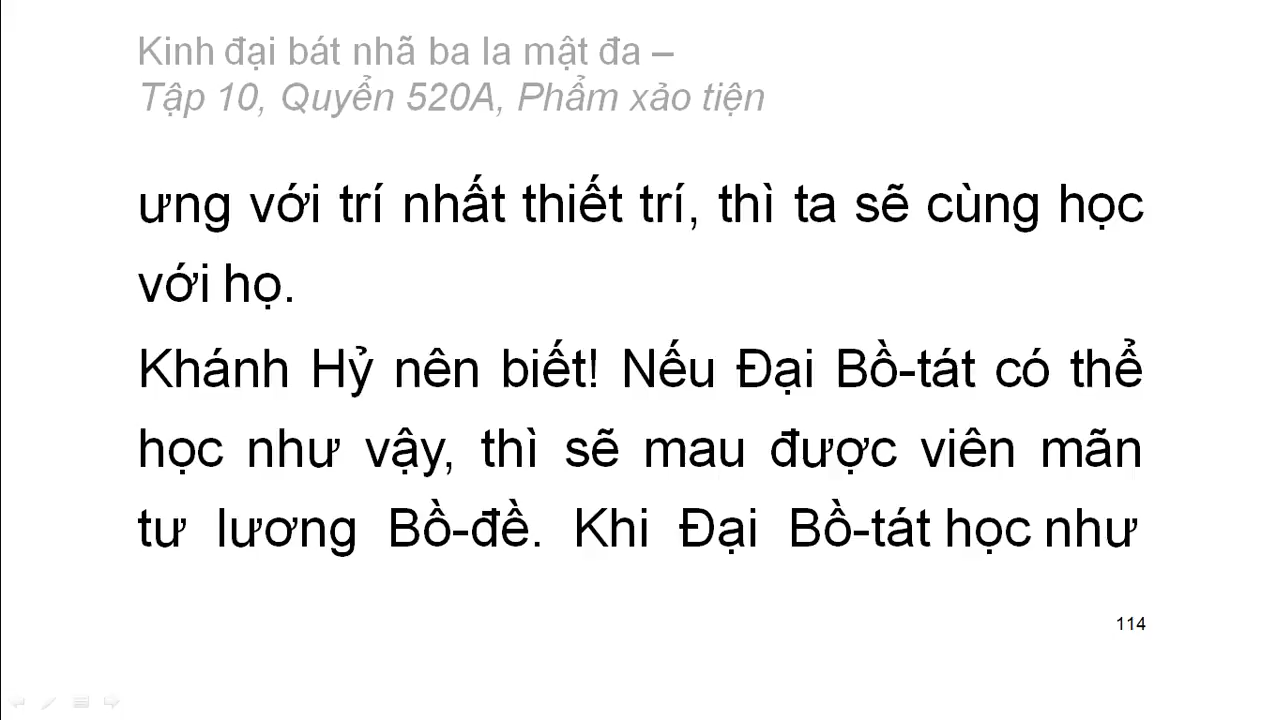 Kinh đại bát nhã ba la mật đa –
Tập 10, Quyển 520A, Phẩm xảo tiện
ưng với trí nhất thiết trí, thì ta sẽ cùng học
với họ.
Khánh Hỷ nên biết! Nếu Đại Bồ-tát có thể
học như vậy, thì sẽ mau được viên mãn
tư lương Bồ-đề. Khi Đại Bồ-tát học như
114